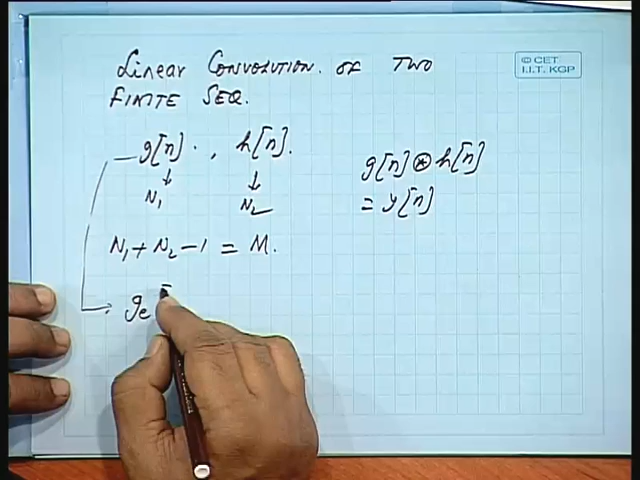 Linear Convolution of Two
Finite Seq.
© CET
I.I.T. KGP
g[n] , h[n].
N₁ N₂
g[n] ⊛ h[n]
= y[n]
N₁ + N₂ − 1 = M.
gₑ [